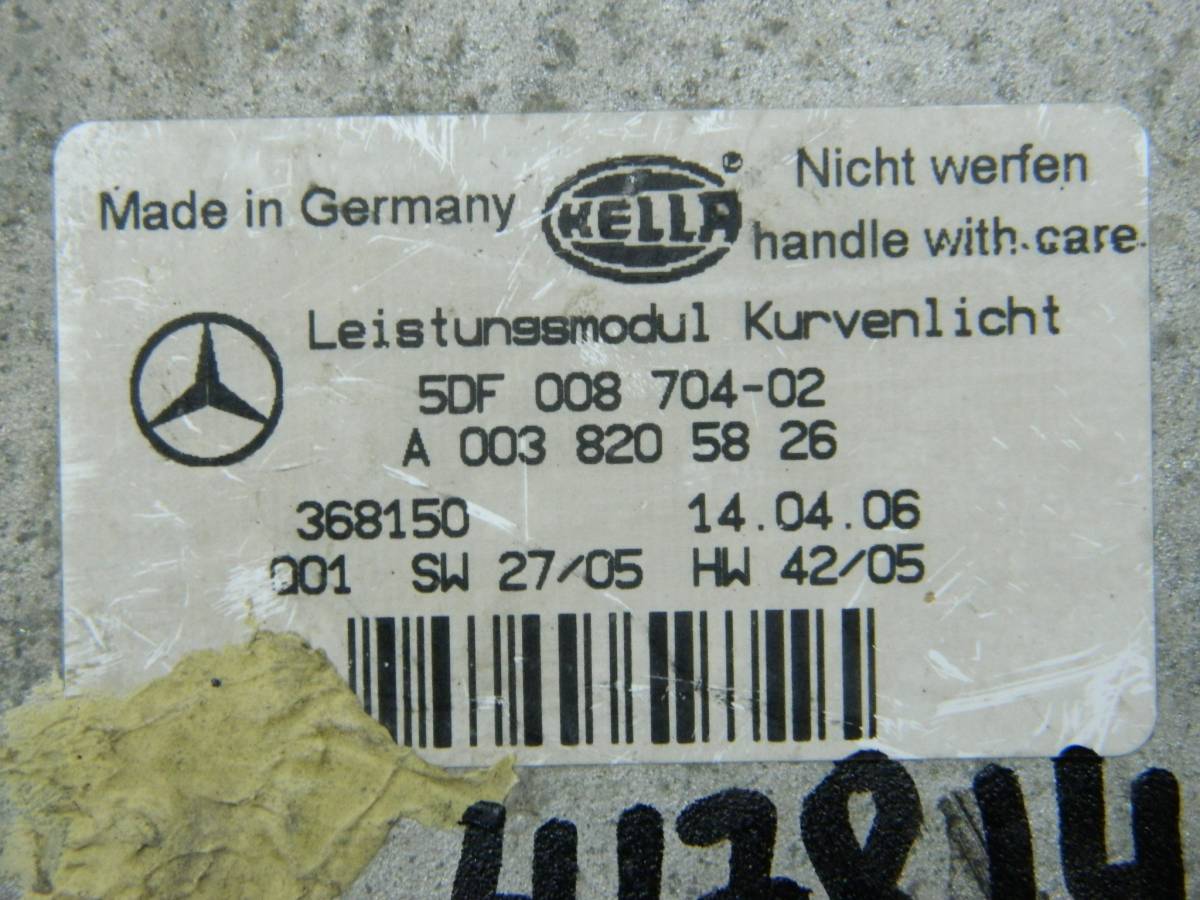 Made in Germany
HELLA®
Nicht werfen
handle with care
Leistungsmodul Kurvenlicht
5DF 008 704-02
A 003 820 58 26
368150 14.04.06
Q01 SW 27/05 HW 42/05